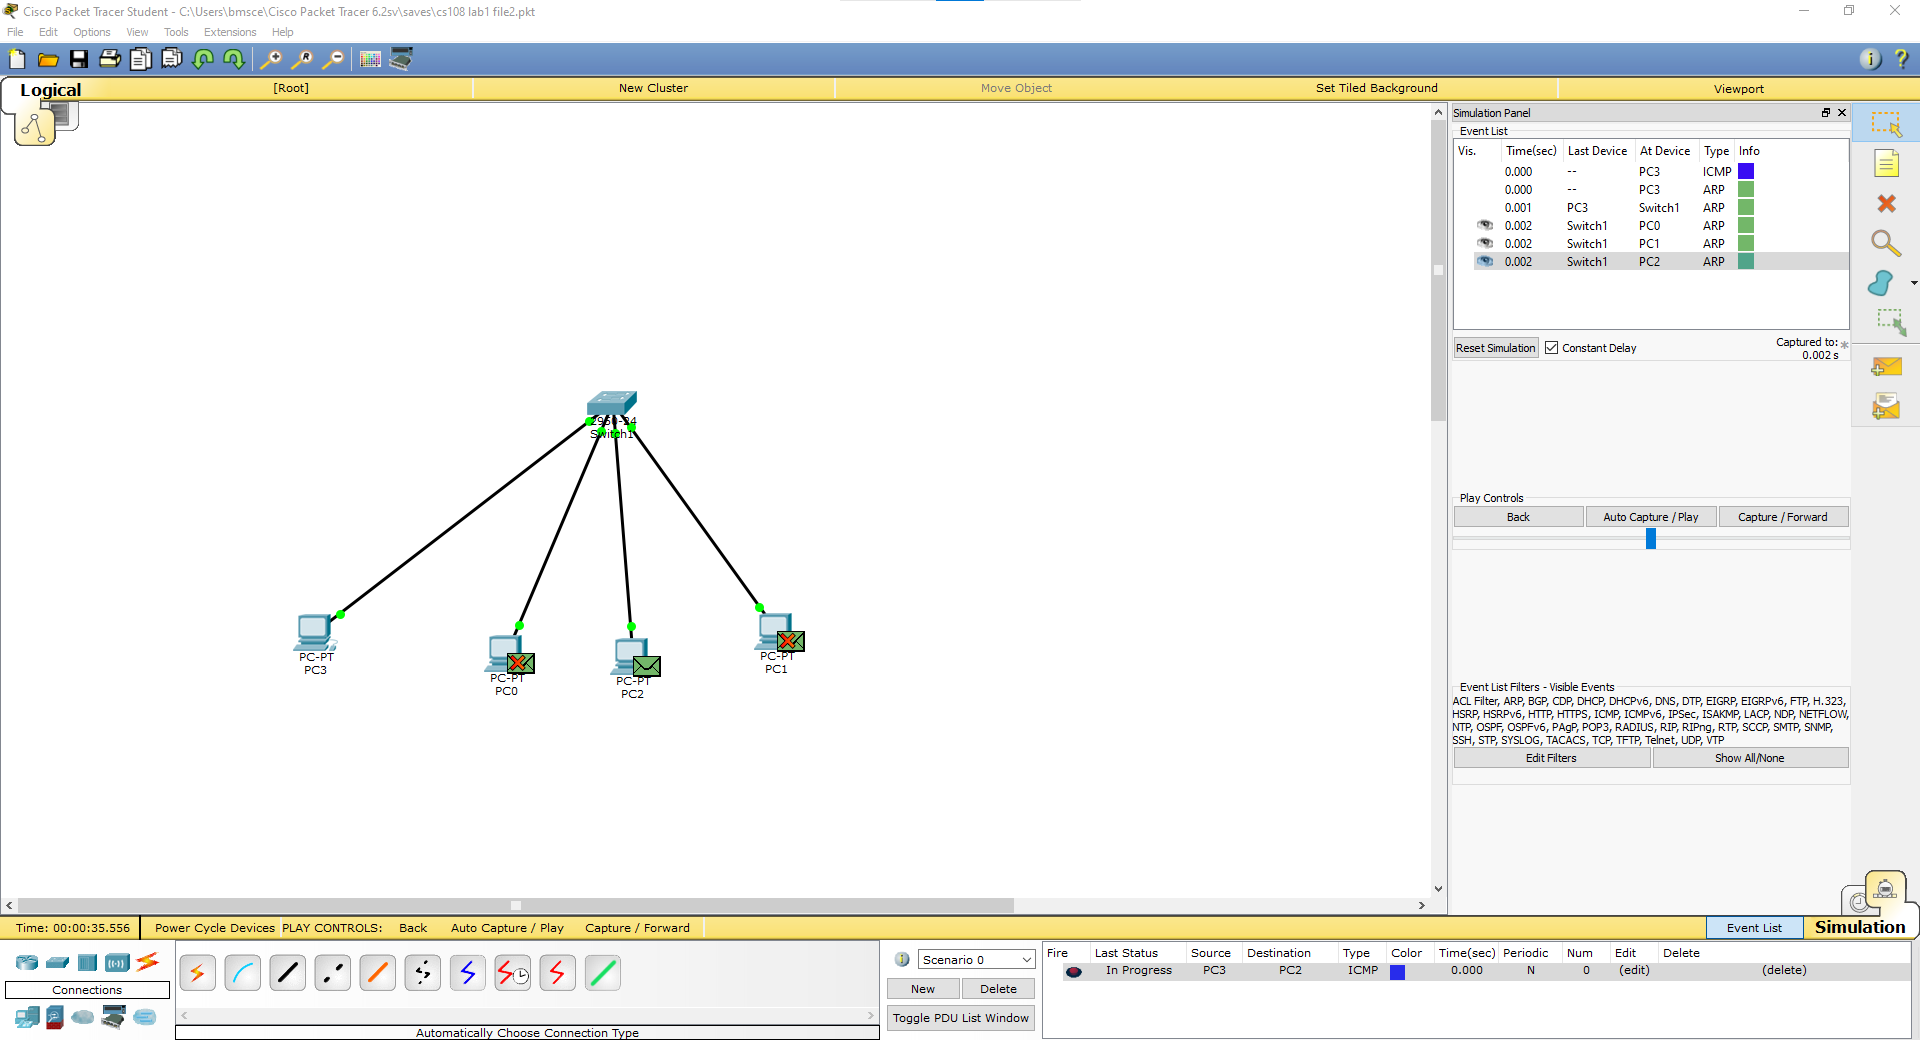 Cisco Packet Tracer Student - C:\Users\bmsce\Cisco Packet Tracer 6.2sv\saves\cs108 lab1 file2.pkt
File Edit Options View Tools Extensions Help
Logical [Root] New Cluster Move Object Set Tiled Background Viewport
Simulation Panel
Event List
Vis. Time(sec) Last Device At Device Type Info
0.000 -- PC3 ICMP
0.000 -- PC3 ARP
0.001 PC3 Switch1 ARP
0.002 Switch1 PC0 ARP
0.002 Switch1 PC1 ARP
0.002 Switch1 PC2 ARP
Reset Simulation Constant Delay Captured to: *
0.002 s
2950-24
Switch1
Play Controls
Back Auto Capture / Play Capture / Forward
PC-PT
PC3
PC-PT
PC0
PC-PT
PC2
PC-PT
PC1
Event List Filters - Visible Events
ACL Filter, ARP, BGP, CDP, DHCP, DHCPv6, DNS, DTP, EIGRP, EIGRPv6, FTP, H.323,
HSRP, HSRPv6, HTTP, HTTPS, ICMP, ICMPv6, IPSec, ISAKMP, LACP, NDP, NETFLOW,
NTP, OSPF, OSPFv6, PAgP, POP3, RADIUS, RIP, RIPng, RTP, SCCP, SMTP, SNMP,
SSH, STP, SYSLOG, TACACS, TCP, TFTP, Telnet, UDP, VTP
Edit Filters Show All/None
Time: 00:00:35.556 Power Cycle Devices PLAY CONTROLS: Back Auto Capture / Play Capture / Forward Event List Simulation
Connections
Automatically Choose Connection Type
Scenario 0
New Delete
Toggle PDU List Window
Fire Last Status Source Destination Type Color Time(sec) Periodic Num Edit Delete
In Progress PC3 PC2 ICMP 0.000 N 0 (edit) (delete)